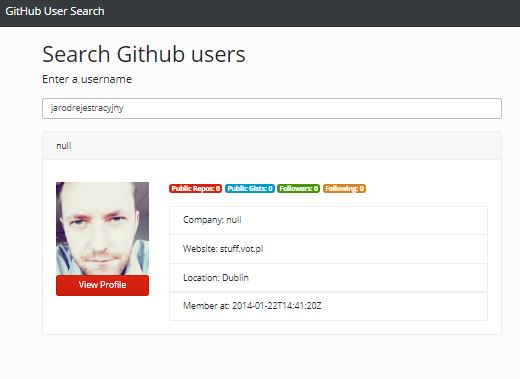 GitHub User Search
Search Github users
Enter a username
jarodrejestracyjny
null
Public Repos: 0 Public Gists: 0 Followers: 0 Following: 0
Company: null
Website: stuff.vot.pl
Location: Dublin
Member at: 2014-01-22T14:41:20Z
View Profile